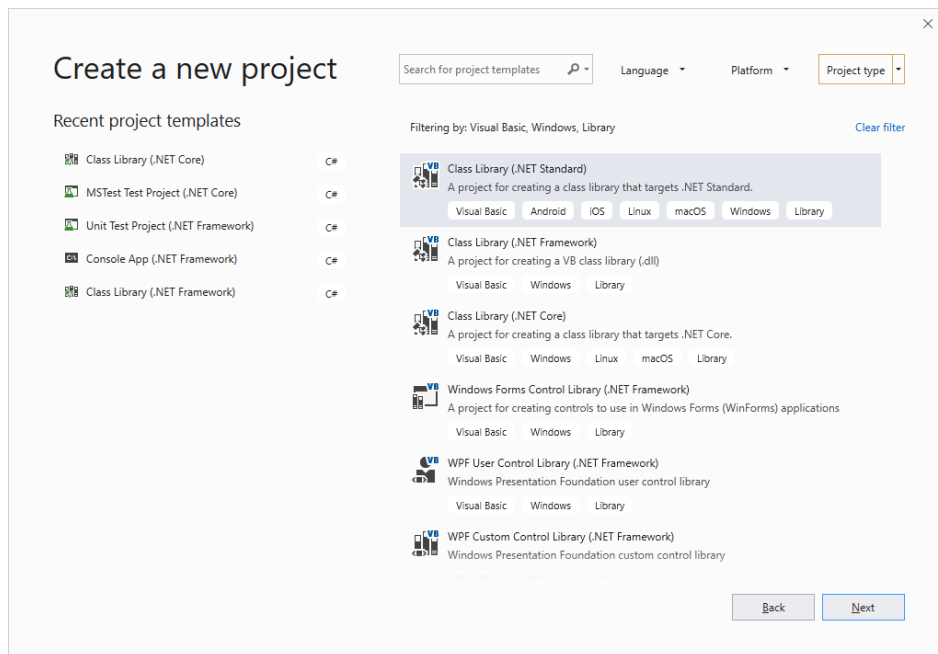 Create a new project
Search for project templates
Language
Platform
Project type
Recent project templates
Class Library (.NET Core) C#
MSTest Test Project (.NET Core) C#
Unit Test Project (.NET Framework) C#
Console App (.NET Framework) C#
Class Library (.NET Framework) C#
Filtering by: Visual Basic, Windows, Library
Clear filter
VB
Class Library (.NET Standard)
A project for creating a class library that targets .NET Standard.
Visual Basic Android iOS Linux macOS Windows Library
VB
Class Library (.NET Framework)
A project for creating a VB class library (.dll)
Visual Basic Windows Library
VB
Class Library (.NET Core)
A project for creating a class library that targets .NET Core.
Visual Basic Windows Linux macOS Library
VB
Windows Forms Control Library (.NET Framework)
A project for creating controls to use in Windows Forms (WinForms) applications
Visual Basic Windows Library
VB
WPF User Control Library (.NET Framework)
Windows Presentation Foundation user control library
Visual Basic Windows Library
VB
WPF Custom Control Library (.NET Framework)
Windows Presentation Foundation custom control library
Back
Next